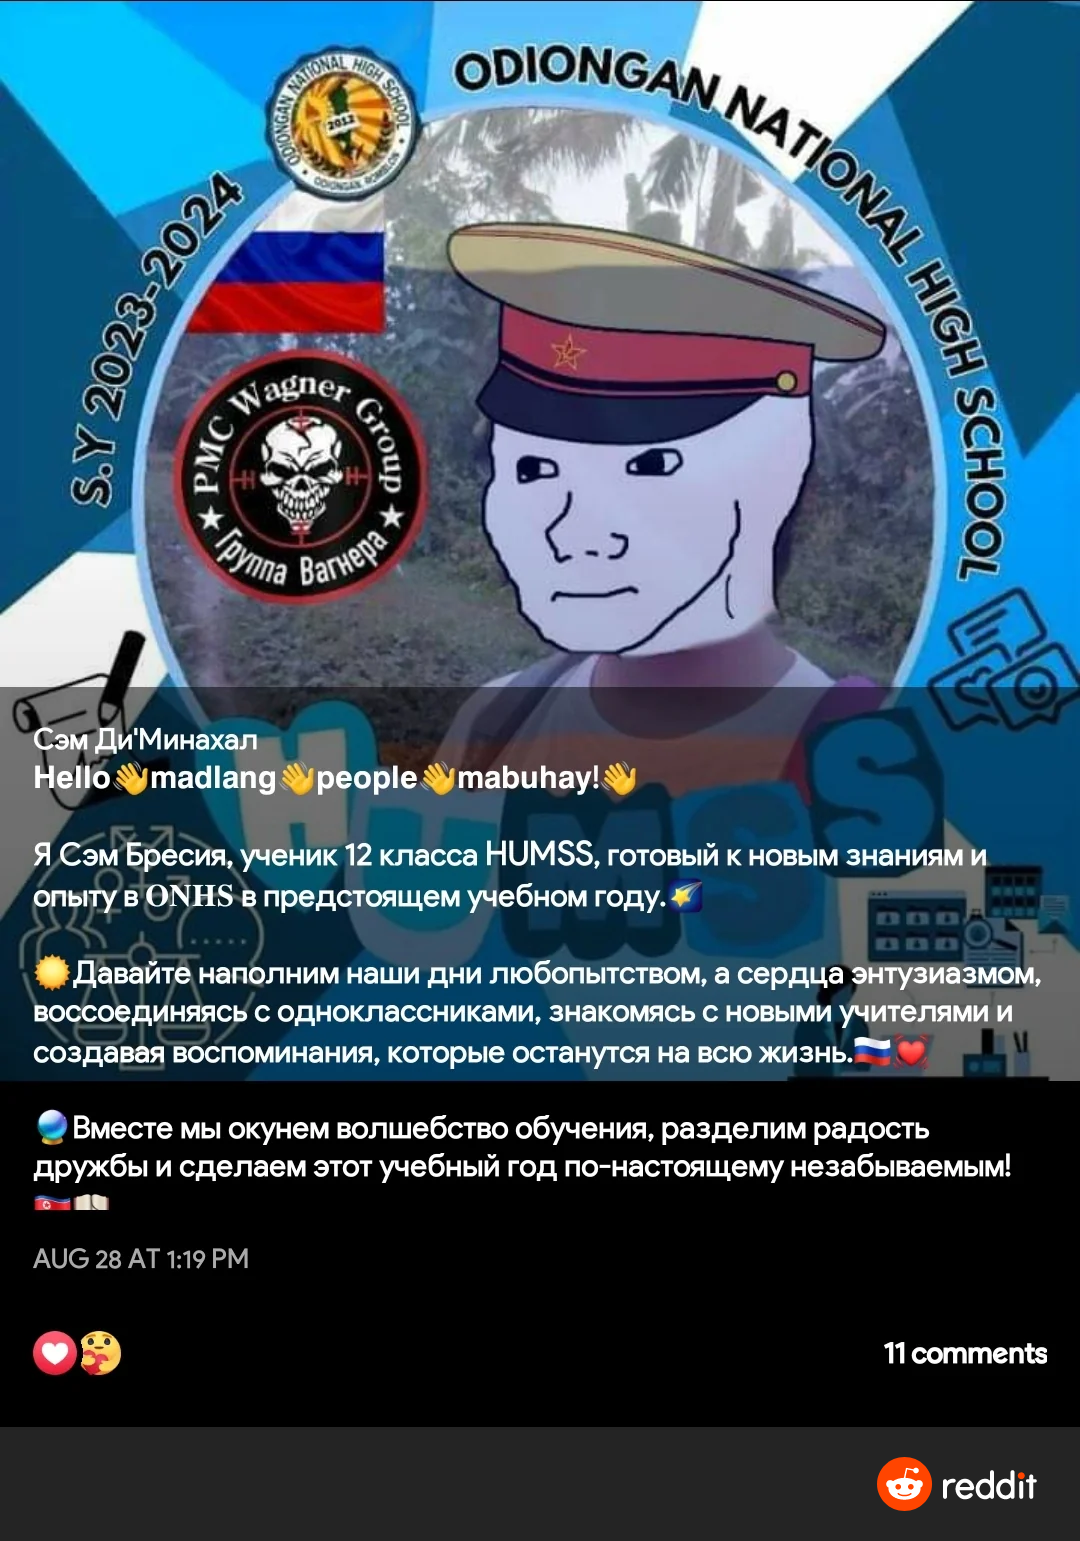 ODIONGAN NATIONAL HIGH SCHOOL
S.Y 2023-2024
ODIONGAN NATIONAL HIGH SCHOOL
2012
ODIONGAN, ROMBLON
PMC Wagner Group
Группа Вагнера
HUMSS
Сэм Ди'Минахал
Hello👋madlang👋people👋mabuhay!👋
Я Сэм Бресия, ученик 12 класса HUMSS, готовый к новым знаниям и
опыту в ONHS в предстоящем учебном году.🌠
☀️Давайте наполним наши дни любопытством, а сердца энтузиазмом,
воссоединяясь с одноклассниками, знакомясь с новыми учителями и
создавая воспоминания, которые останутся на всю жизнь.🇷🇺💓
🔮Вместе мы окунем волшебство обучения, разделим радость
дружбы и сделаем этот учебный год по-настоящему незабываемым!
🇰🇵📖
AUG 28 AT 1:19 PM
11 comments
reddit